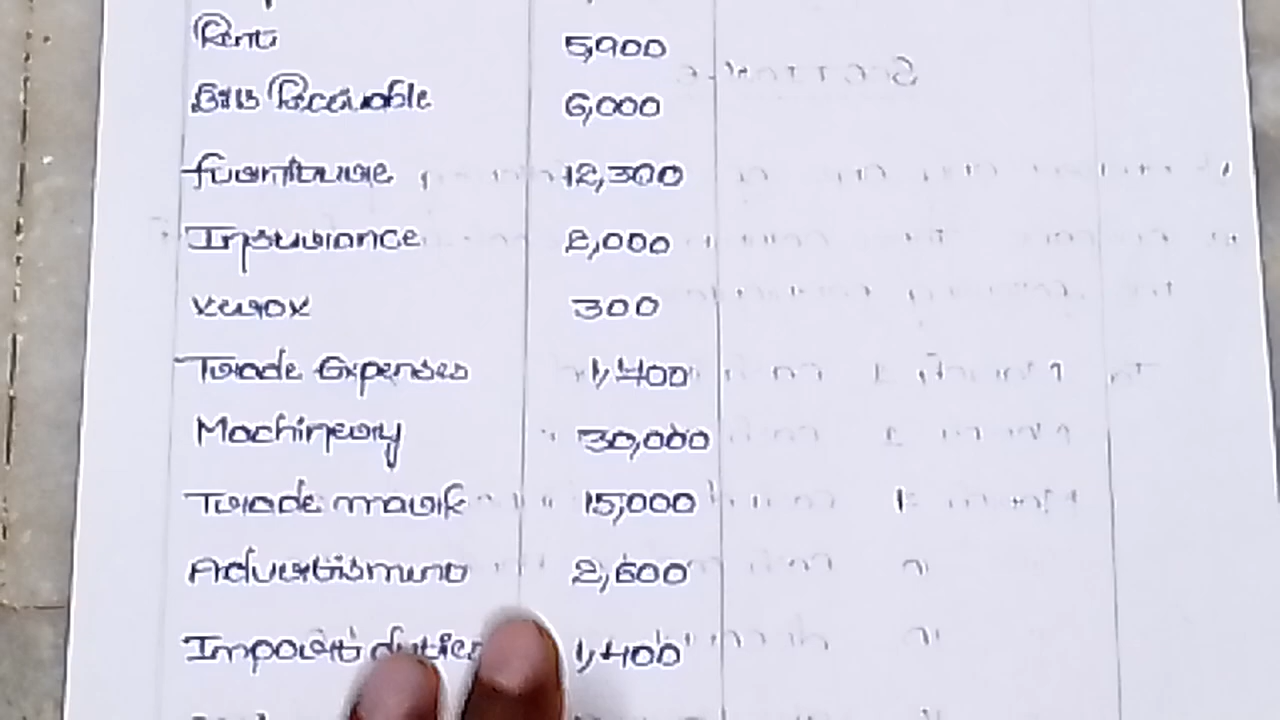 Rent 5,900
Bills Receivable 6,000
furniture 12,300
Insurance 2,000
xerox 300
Trade Expenses 1,400
Machinery 30,000
Trade mark 15,000
Advertisment 2,600
Import duties 1,400